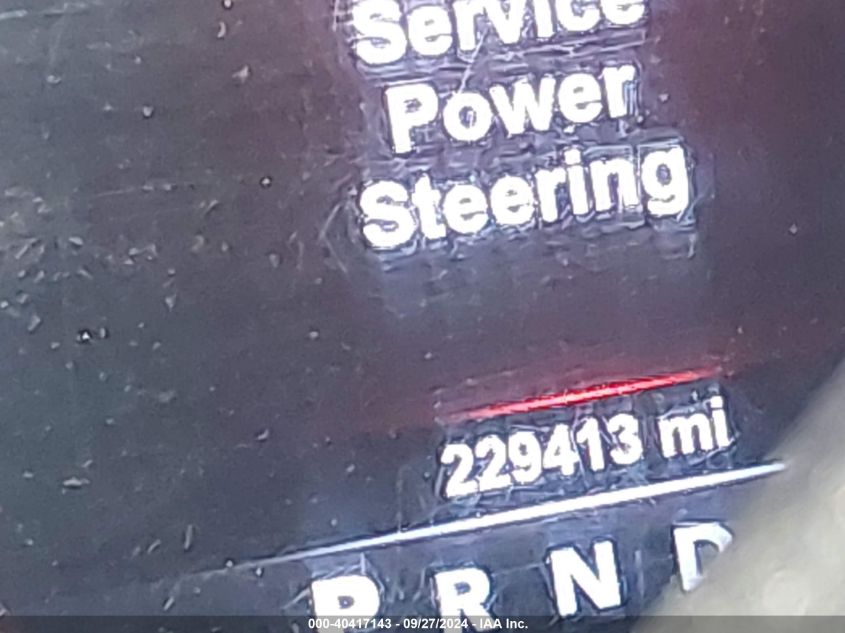 Service
Power
Steering
229413 mi
P R N D
000-40417143 - 09/27/2024 - IAA Inc.